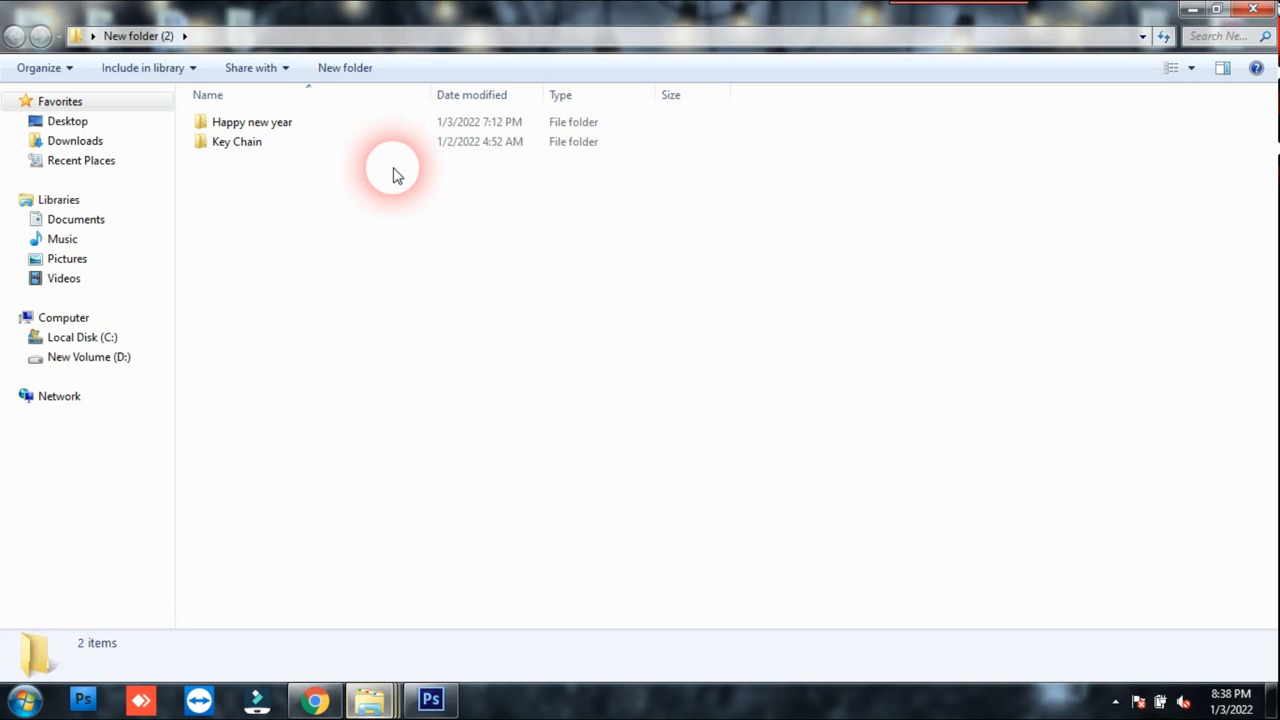 New folder (2)
Search Ne...
Organize
Include in library
Share with
New folder
Name
Date modified
Type
Size
Favorites
Desktop
Downloads
Recent Places
Libraries
Documents
Music
Pictures
Videos
Computer
Local Disk (C:)
New Volume (D:)
Network
Happy new year 1/3/2022 7:12 PM File folder
Key Chain 1/2/2022 4:52 AM File folder
2 items
Ps
Ps
8:38 PM
1/3/2022